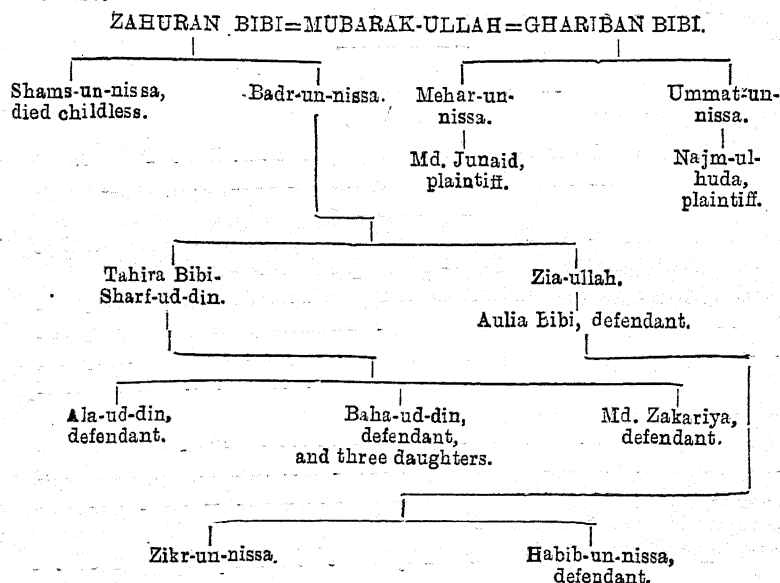 ZAHURAN BIBI=MUBARAK-ULLAH=GHARIBAN BIBI.
Shams-un-nissa,
died childless.
Badr-un-nissa.
Mehar-un-
nissa.
Ummat-un-
nissa.
Md. Junaid,
plaintiff.
Najm-ul-
huda,
plaintiff.
Tahira Bibi-
Sharf-ud-din.
Zia-ullah.
Aulia Bibi, defendant.
Ala-ud-din,
defendant.
Baha-ud-din,
defendant,
and three daughters.
Md. Zakariya,
defendant.
Zikr-un-nissa.
Habib-un-nissa,
defendant.